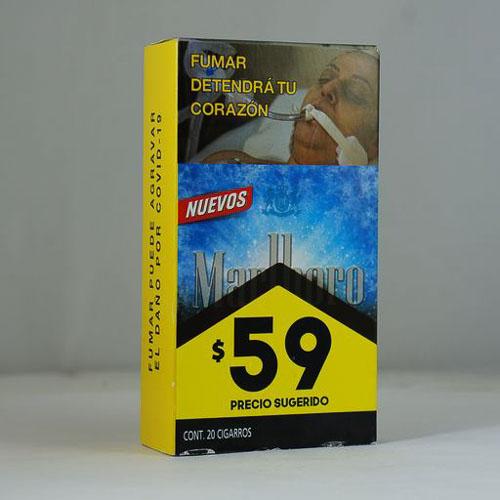 FUMAR
DETENDRÁ TU
CORAZÓN
NUEVOS
Marlboro
$59
PRECIO SUGERIDO
CONT. 20 CIGARROS
FUMAR PUEDE AGRAVAR
EL DAÑO POR COVID-19